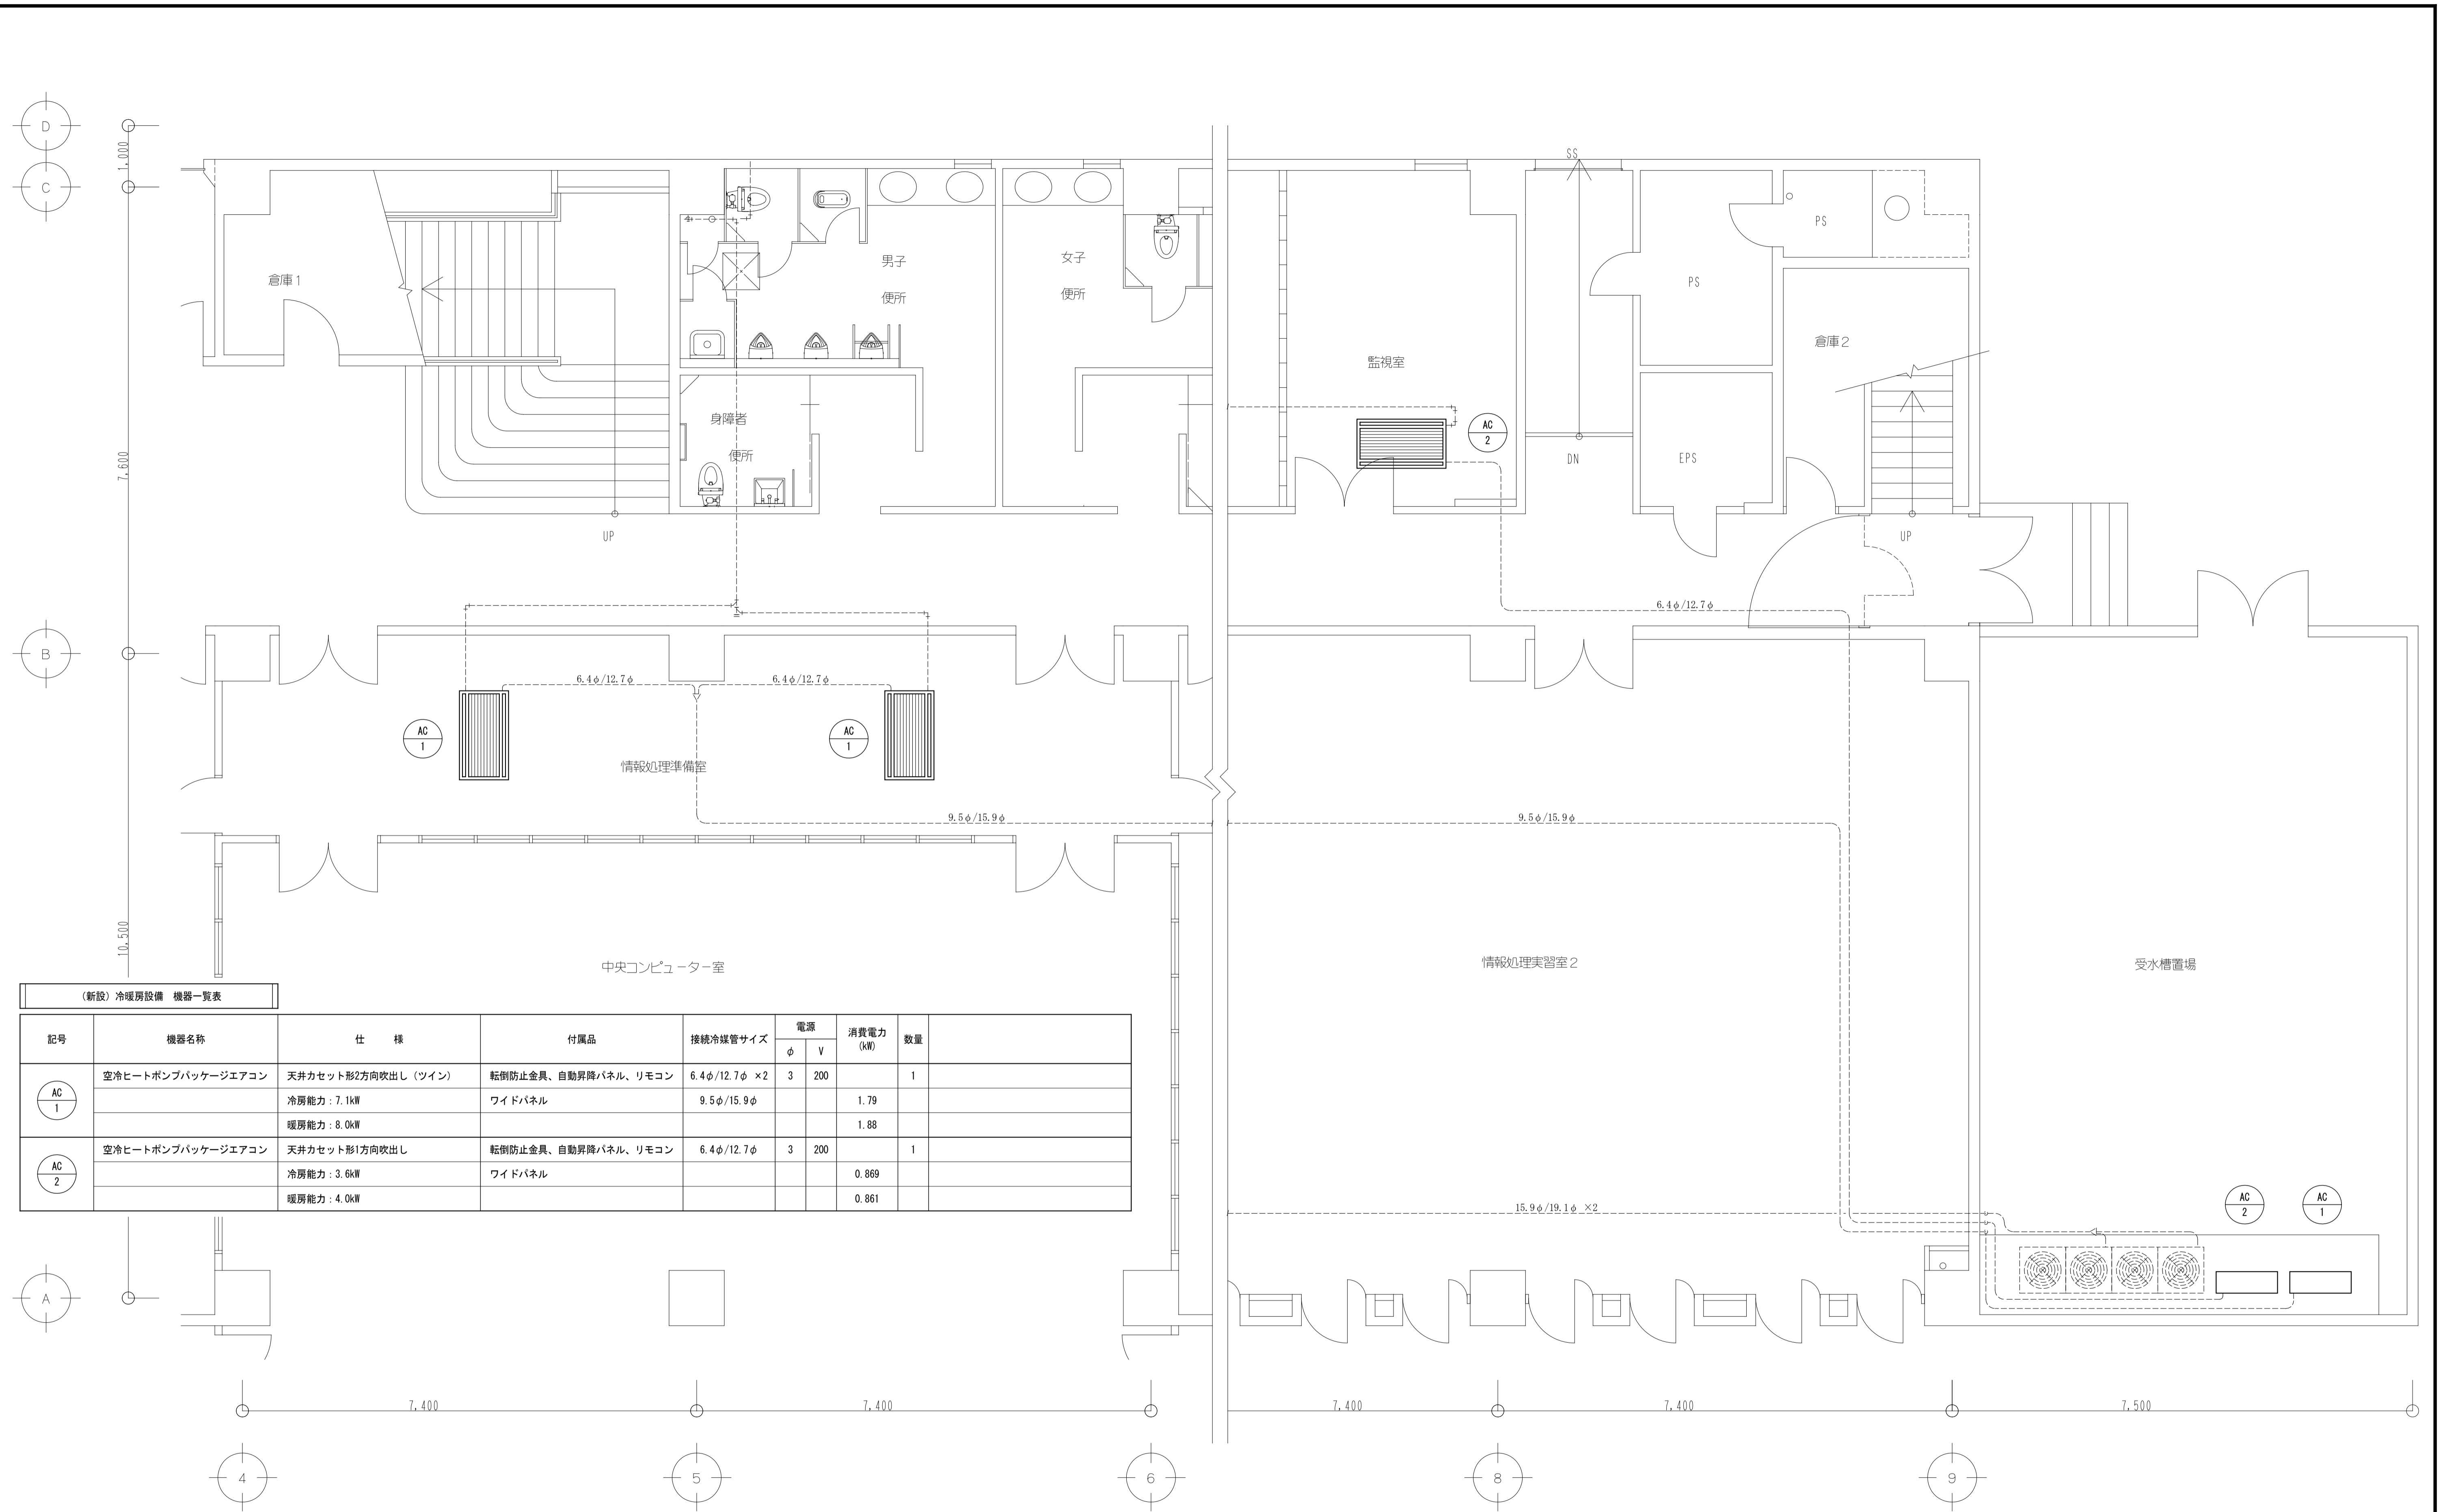 D
1,000
SS
C
PS
男子
女子
倉庫1
便所
便所
PS
倉庫2
監視室
身障者
AC
2
便所
7,600
DN
EPS
UP
UP
6.4φ/12.7φ
B
6.4φ/12.7φ
6.4φ/12.7φ
AC
1
AC
1
情報処理準備室
9.5φ/15.9φ
9.5φ/15.9φ
10,500
中央コンピューター室
情報処理実習室2
受水槽置場
(新設) 冷暖房設備 機器一覧表
記号 機器名称 仕 様 付属品 接続冷媒管サイズ 電源 消費電力(kW) 数量
φ V
AC
1
空冷ヒートポンプパッケージエアコン 天井カセット形2方向吹出し (ツイン) 転倒防止金具、自動昇降パネル、リモコン 6.4φ/12.7φ ×2 3 200 1
冷房能力:7.1kW ワイドパネル 9.5φ/15.9φ 1.79
暖房能力:8.0kW 1.88
AC
2
空冷ヒートポンプパッケージエアコン 天井カセット形1方向吹出し 転倒防止金具、自動昇降パネル、リモコン 6.4φ/12.7φ 3 200 1
冷房能力:3.6kW ワイドパネル 0.869
暖房能力:4.0kW 0.861
15.9φ/19.1φ ×2
AC
2
AC
1
A
7,400
7,400
7,400
7,400
7,500
4
5
6
8
9